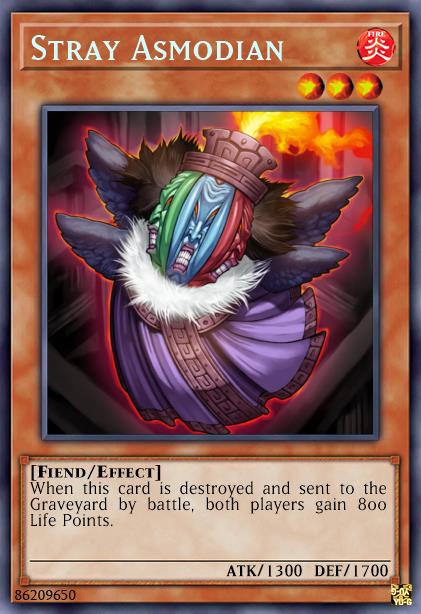 STRAY ASMODIAN
FIRE
炎
[FIEND/EFFECT]
When this card is destroyed and sent to the
Graveyard by battle, both players gain 800
Life Points.
ATK/1300 DEF/1700
86209650